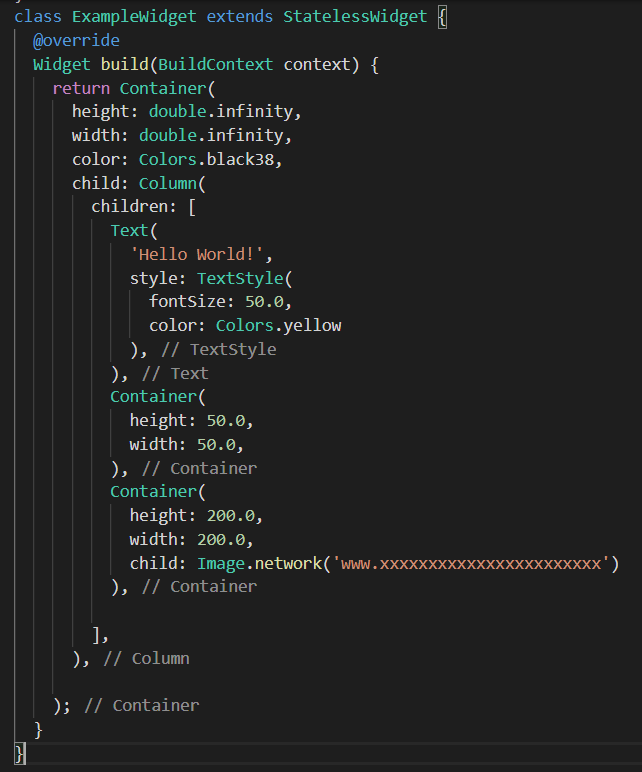 class ExampleWidget extends StatelessWidget {
  @override
  Widget build(BuildContext context) {
    return Container(
      height: double.infinity,
      width: double.infinity,
      color: Colors.black38,
      child: Column(
        children: [
          Text(
            'Hello World!',
            style: TextStyle(
              fontSize: 50.0,
              color: Colors.yellow
            ), // TextStyle
          ), // Text
          Container(
            height: 50.0,
            width: 50.0,
          ), // Container
          Container(
            height: 200.0,
            width: 200.0,
            child: Image.network('www.xxxxxxxxxxxxxxxxxxxxxxx')
          ), // Container
        ],
      ), // Column
    ); // Container
  }
}